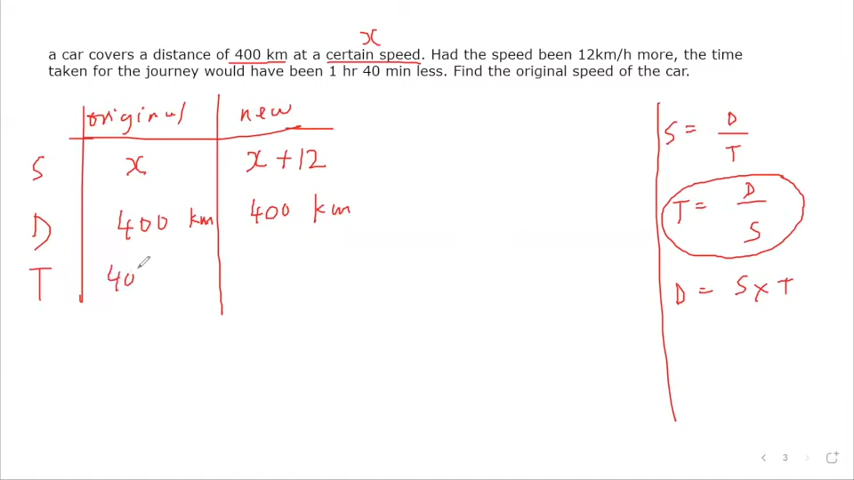 x
a car covers a distance of 400 km at a certain speed. Had the speed been 12km/h more, the time
taken for the journey would have been 1 hr 40 min less. Find the original speed of the car.
original new
S x x + 12
D 400 km 400 km
T 40
S = D/T
T = D/S
D = S x T
3